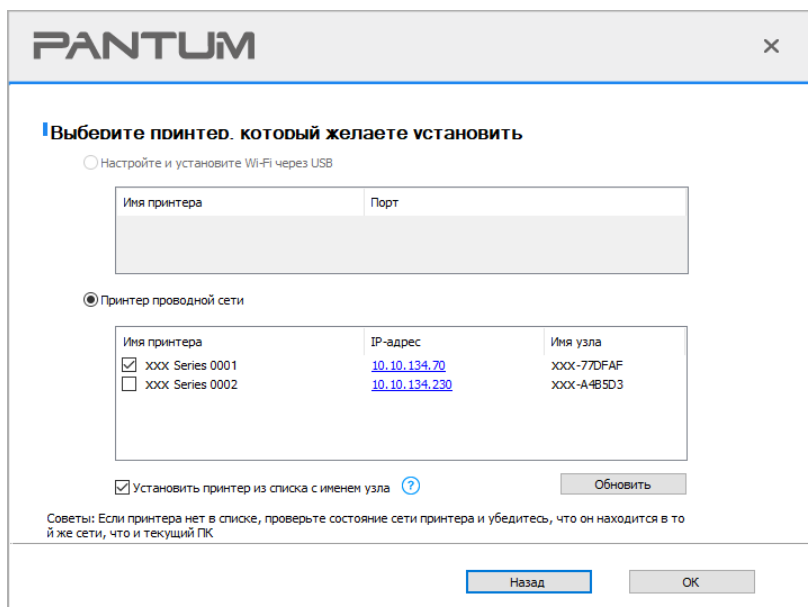 PANTUM
Выберите принтер, который желаете установить
Настройте и установите Wi-Fi через USB
Имя принтера Порт
Принтер проводной сети
Имя принтера IP-адрес Имя узла
XXX Series 0001 10.10.134.70 XXX-77DFAF
XXX Series 0002 10.10.134.230 XXX-A4B5D3
Установить принтер из списка с именем узла ? Обновить
Советы: Если принтера нет в списке, проверьте состояние сети принтера и убедитесь, что он находится в то
й же сети, что и текущий ПК
Назад OK